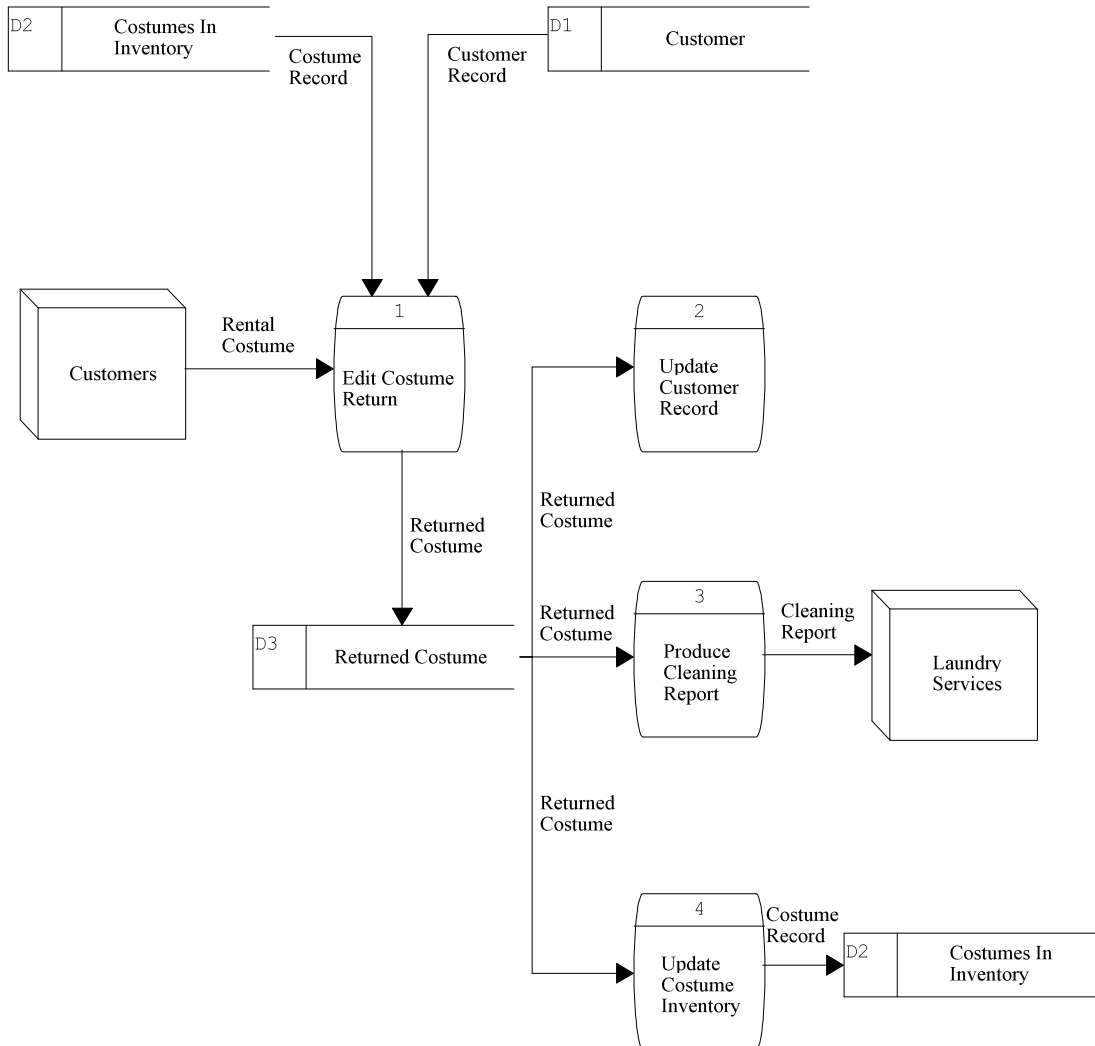 D2
Costumes In
Inventory
D1
Customer
Costume
Record
Customer
Record
1
2
Rental
Costume
Customers
Edit Costume
Return
Update
Customer
Record
Returned
Costume
Returned
Costume
3
Returned
Costume
Cleaning
Report
D3
Returned Costume
Produce
Cleaning
Report
Laundry
Services
Returned
Costume
4
Costume
Record
Update
Costume
Inventory
D2
Costumes In
Inventory